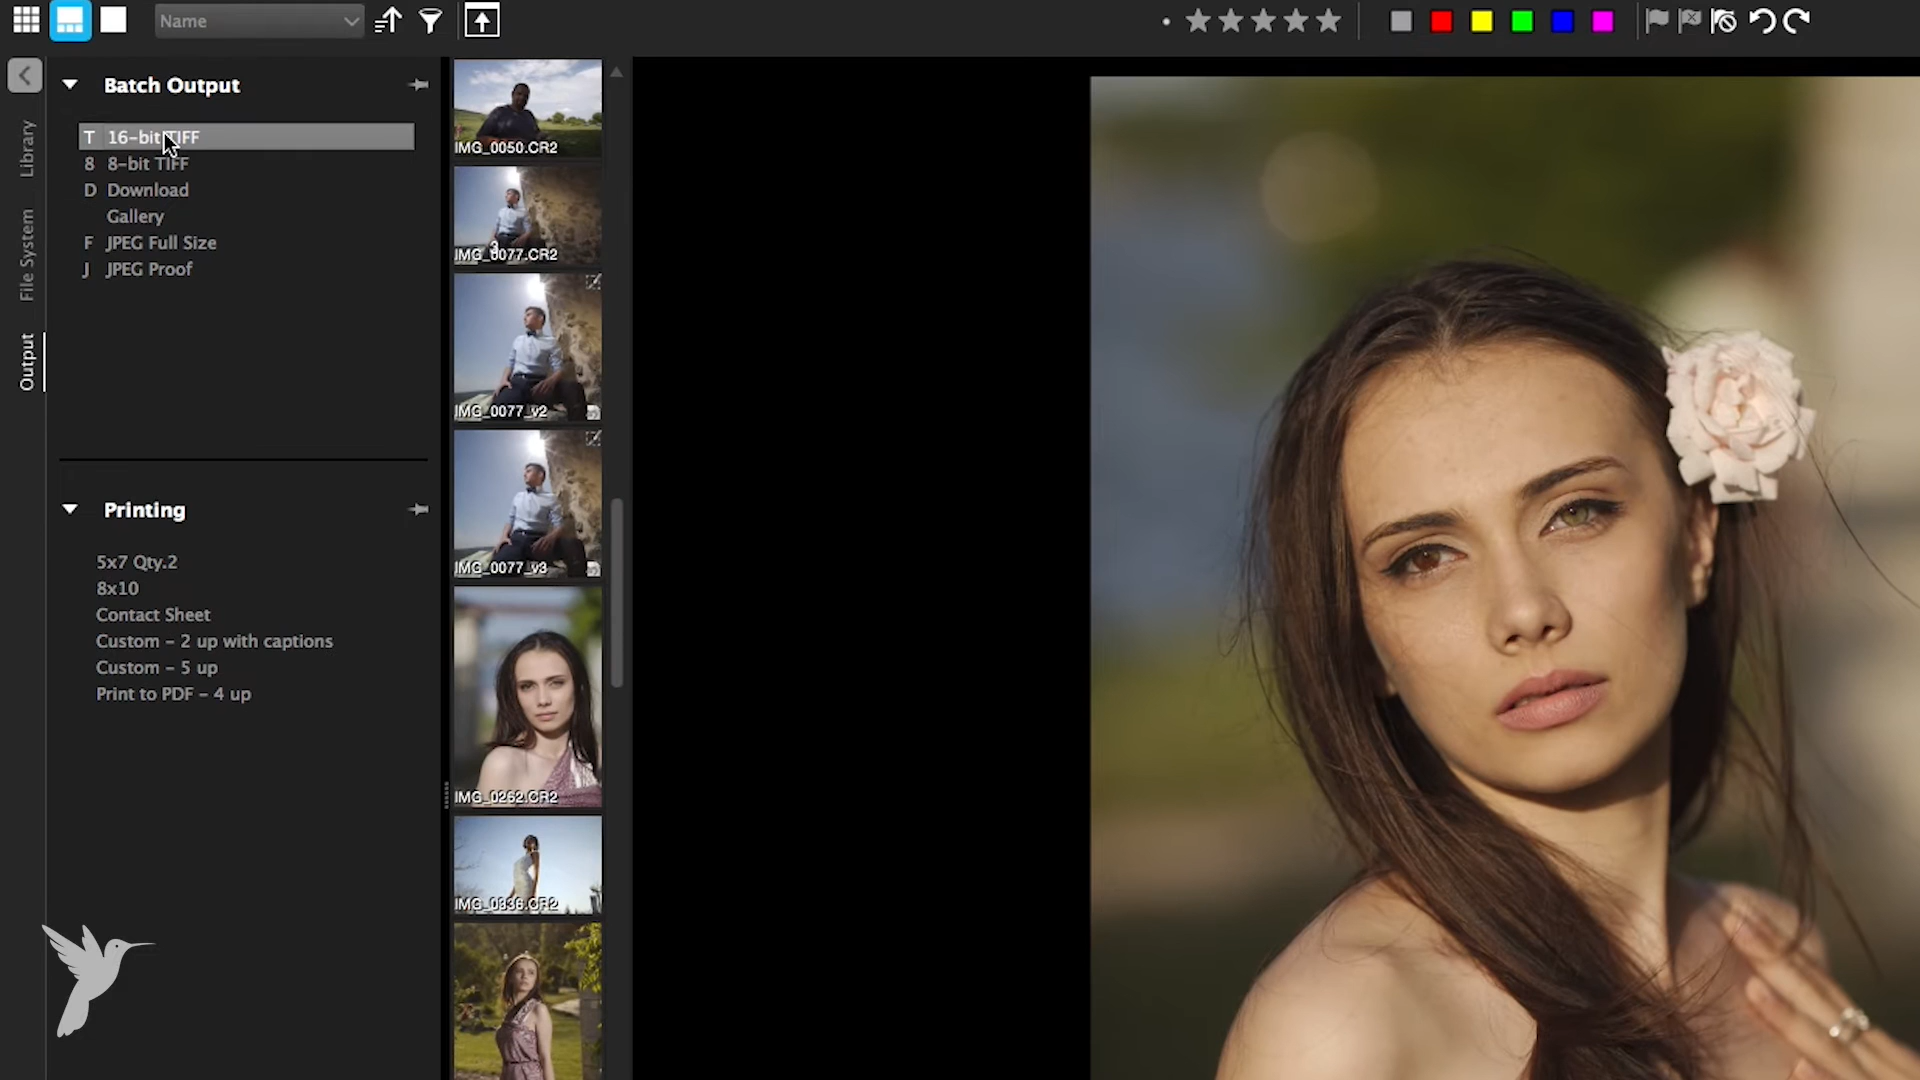 Name
Library
File System
Output
Batch Output
T 16-bit TIFF
8 8-bit TIFF
D Download
Gallery
F JPEG Full Size
J JPEG Proof
Printing
5x7 Qty.2
8x10
Contact Sheet
Custom - 2 up with captions
Custom - 5 up
Print to PDF - 4 up
IMG_0050.CR2
3
IMG_0077.CR2
IMG_0077_v2
IMG_0077_v3
IMG_0262.CR2
IMG_0336.CR2